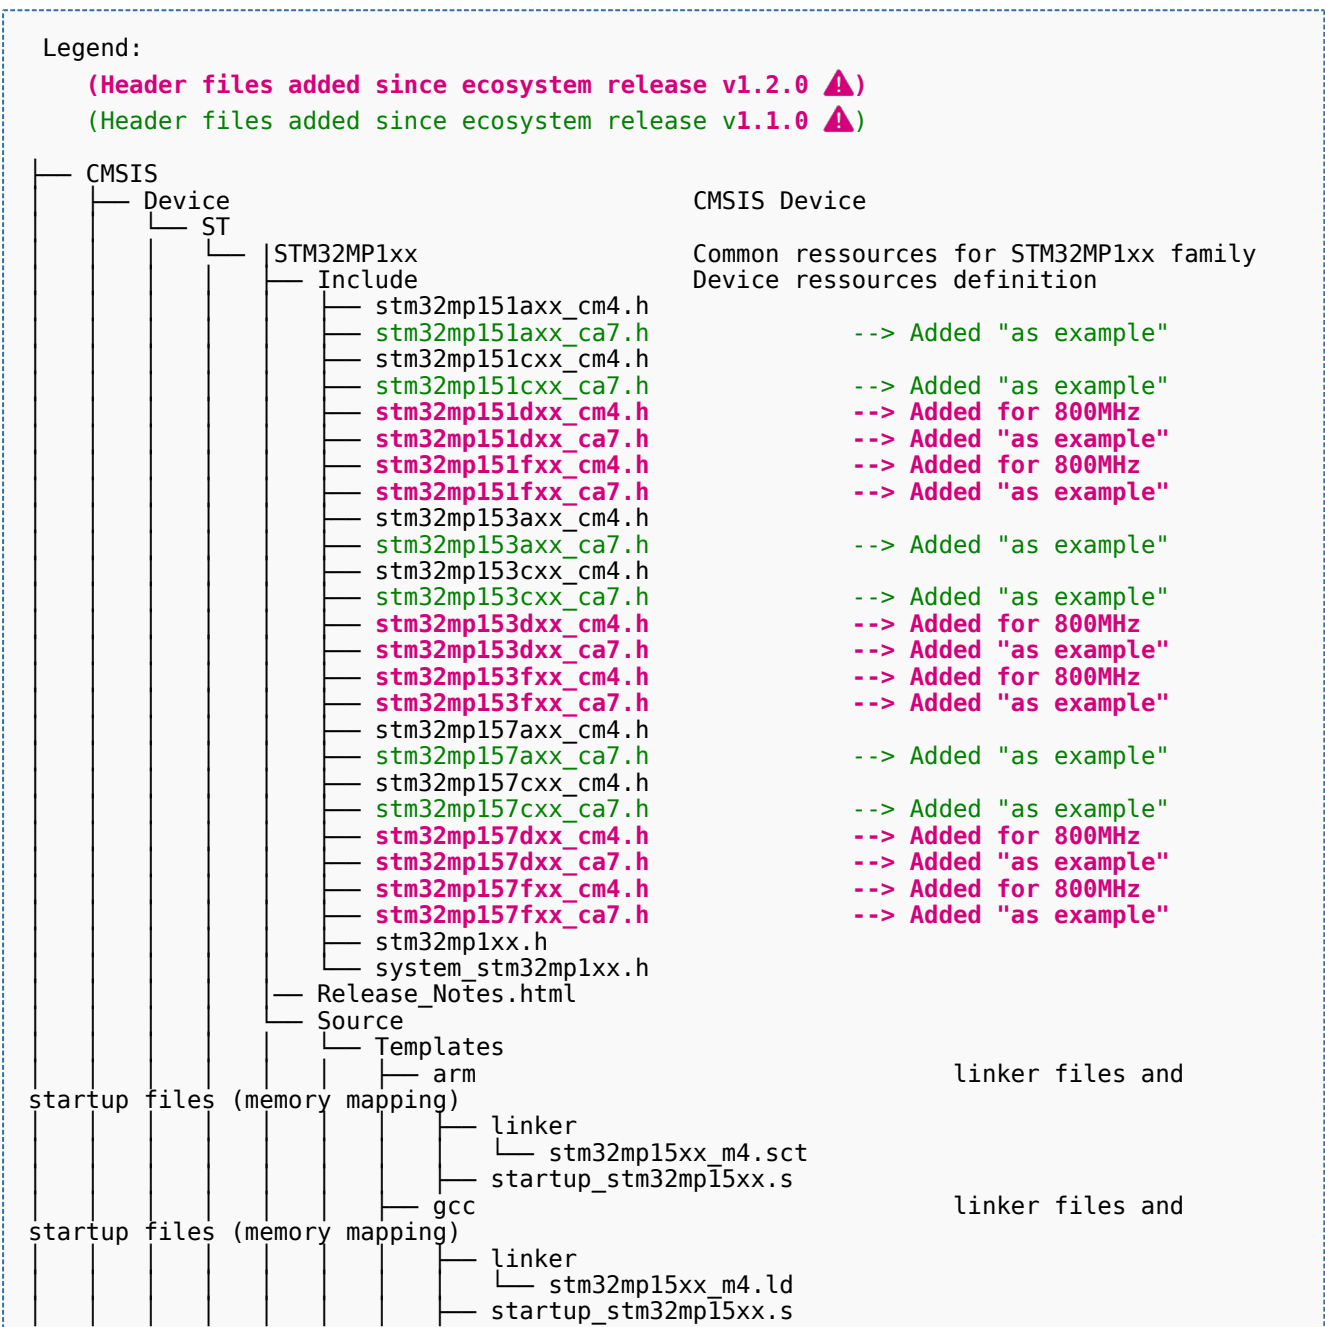 Legend:
(Header files added since ecosystem release v1.2.0 ⚠)
(Header files added since ecosystem release v1.1.0 ⚠)
├── CMSIS
│   ├── Device                                CMSIS Device
│   │   └── ST
│   │   │   └── |STM32MP1xx                   Common ressources for STM32MP1xx family
│   │   │   │   ├── Include                   Device ressources definition
│   │   │   │   │   ├── stm32mp151axx_cm4.h
│   │   │   │   │   ├── stm32mp151axx_ca7.h              --> Added "as example"
│   │   │   │   │   ├── stm32mp151cxx_cm4.h
│   │   │   │   │   ├── stm32mp151cxx_ca7.h              --> Added "as example"
│   │   │   │   │   ├── stm32mp151dxx_cm4.h              --> Added for 800MHz
│   │   │   │   │   ├── stm32mp151dxx_ca7.h              --> Added "as example"
│   │   │   │   │   ├── stm32mp151fxx_cm4.h              --> Added for 800MHz
│   │   │   │   │   ├── stm32mp151fxx_ca7.h              --> Added "as example"
│   │   │   │   │   ├── stm32mp153axx_cm4.h
│   │   │   │   │   ├── stm32mp153axx_ca7.h              --> Added "as example"
│   │   │   │   │   ├── stm32mp153cxx_cm4.h
│   │   │   │   │   ├── stm32mp153cxx_ca7.h              --> Added "as example"
│   │   │   │   │   ├── stm32mp153dxx_cm4.h              --> Added for 800MHz
│   │   │   │   │   ├── stm32mp153dxx_ca7.h              --> Added "as example"
│   │   │   │   │   ├── stm32mp153fxx_cm4.h              --> Added for 800MHz
│   │   │   │   │   ├── stm32mp153fxx_ca7.h              --> Added "as example"
│   │   │   │   │   ├── stm32mp157axx_cm4.h
│   │   │   │   │   ├── stm32mp157axx_ca7.h              --> Added "as example"
│   │   │   │   │   ├── stm32mp157cxx_cm4.h
│   │   │   │   │   ├── stm32mp157cxx_ca7.h              --> Added "as example"
│   │   │   │   │   ├── stm32mp157dxx_cm4.h              --> Added for 800MHz
│   │   │   │   │   ├── stm32mp157dxx_ca7.h              --> Added "as example"
│   │   │   │   │   ├── stm32mp157fxx_cm4.h              --> Added for 800MHz
│   │   │   │   │   ├── stm32mp157fxx_ca7.h              --> Added "as example"
│   │   │   │   │   ├── stm32mp1xx.h
│   │   │   │   │   └── system_stm32mp1xx.h
│   │   │   │   |── Release_Notes.html
│   │   │   │   └── Source
│   │   │   │   │   └── Templates
│   │   │   │   │   │   ├── arm                                 linker files and
startup files (memory mapping)
│   │   │   │   │   │   │   ├── linker
│   │   │   │   │   │   │   │   └── stm32mp15xx_m4.sct
│   │   │   │   │   │   │   ├── startup_stm32mp15xx.s
│   │   │   │   │   │   ├── gcc                                 linker files and
startup files (memory mapping)
│   │   │   │   │   │   │   ├── linker
│   │   │   │   │   │   │   │   └── stm32mp15xx_m4.ld
│   │   │   │   │   │   │   ├── startup_stm32mp15xx.s